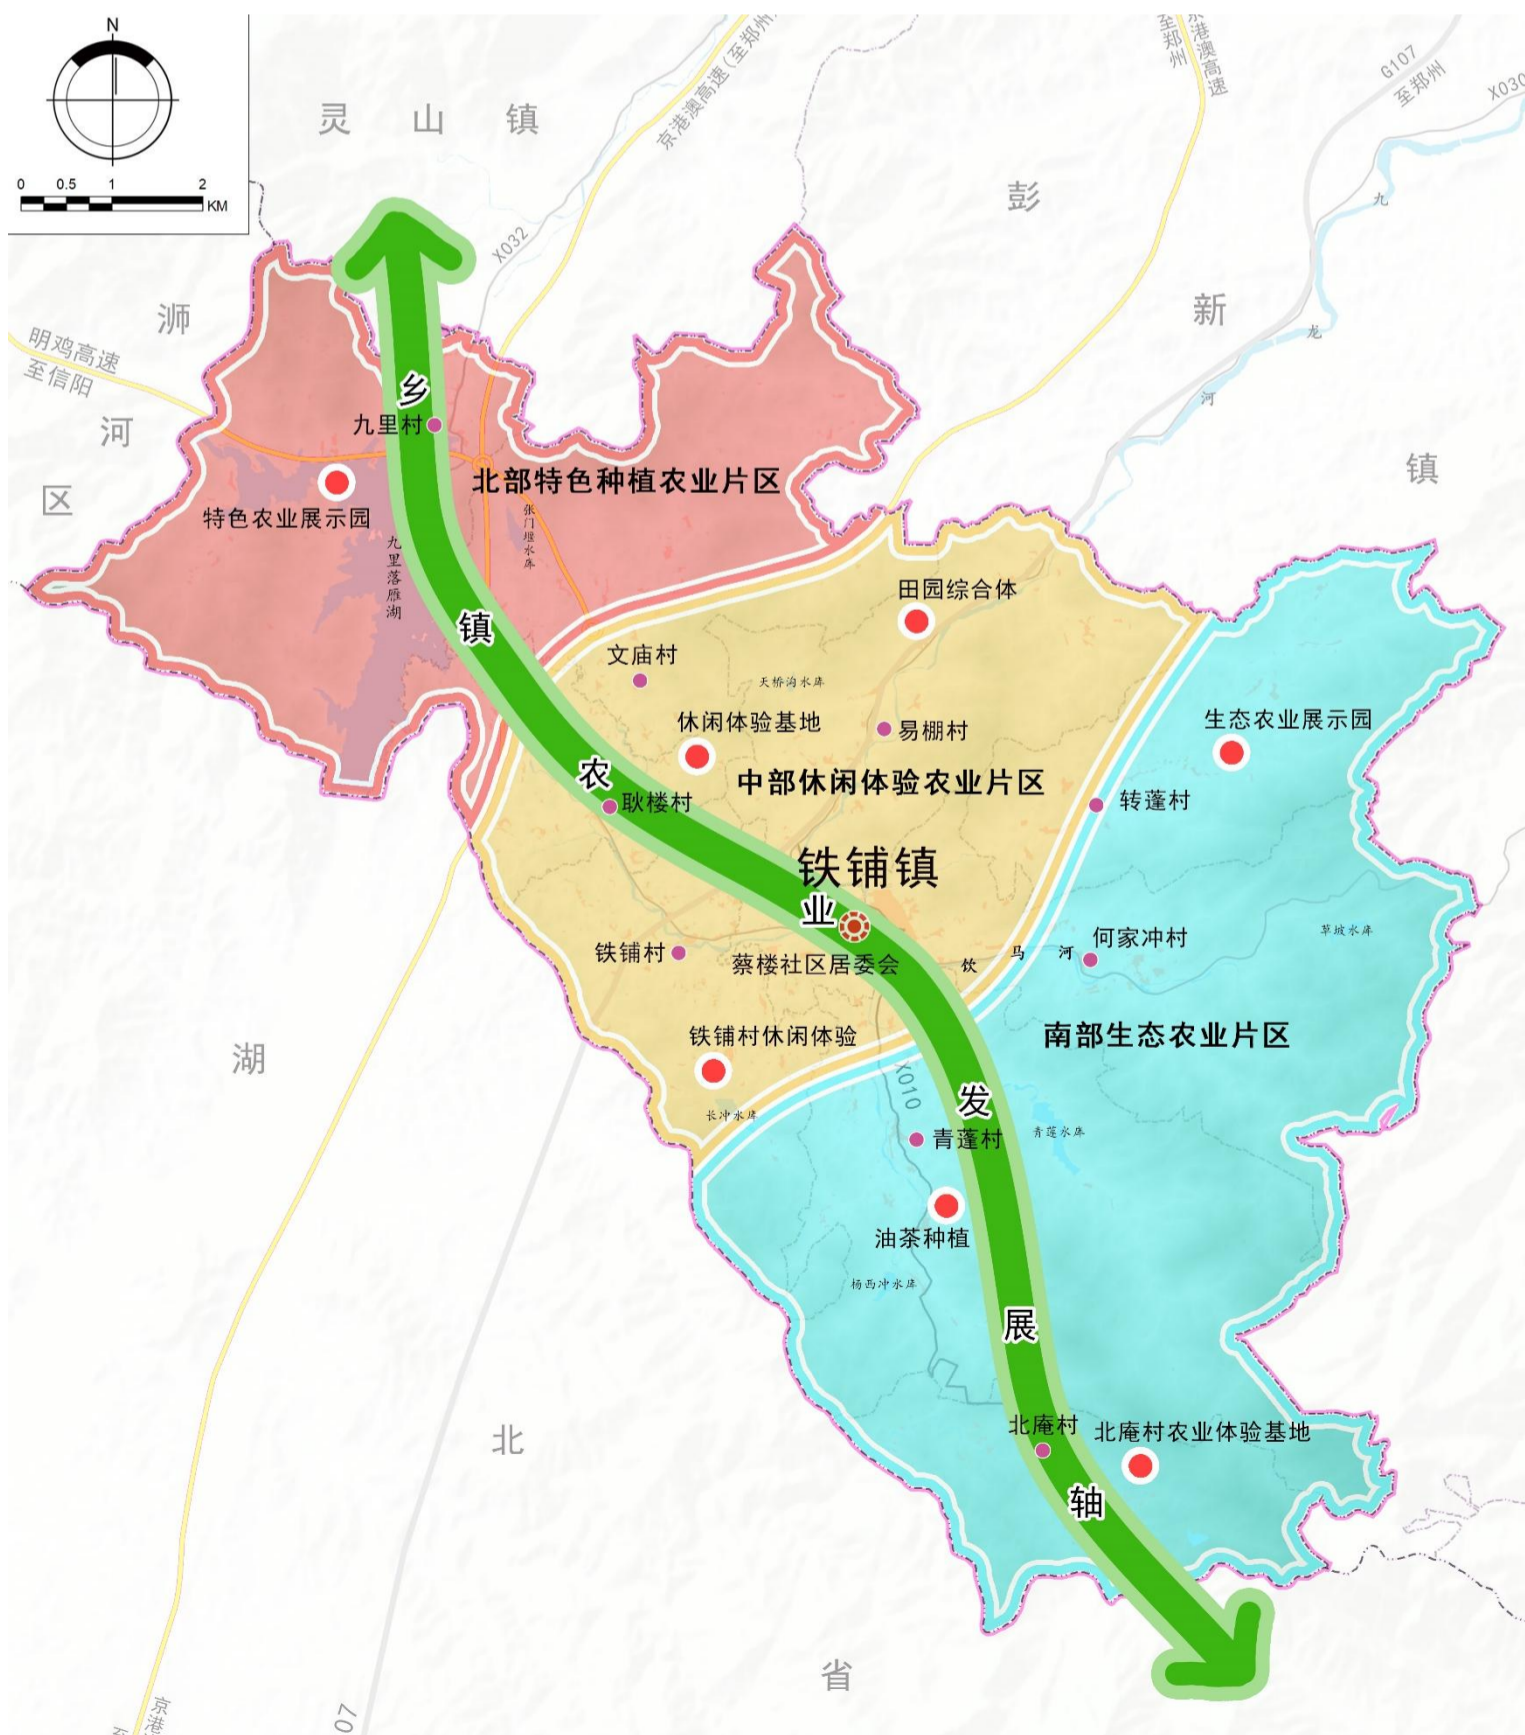 N
0 0.5 1 2
KM
灵山镇
京港澳高速(至郑州
至郑州
京港澳高速
G107
至郑州
X030
彭新镇
九龙河
X032
浉河区
明鸡高速
至信阳
九里村
北部特色种植农业片区
特色农业展示园
张门堰水库
九里落雁湖
乡镇农业发展轴
田园综合体
文庙村
天桥沟水库
休闲体验基地
易棚村
生态农业展示园
中部休闲体验农业片区
耿楼村
转蓬村
铁铺镇
何家冲村
草坡水库
铁铺村
蔡楼社区居委会
饮马河
南部生态农业片区
铁铺村休闲体验
X010
长冲水库
青蓬村
青莲水库
油茶种植
杨西冲水库
北庵村
北庵村农业体验基地
湖北省
京港
至
07